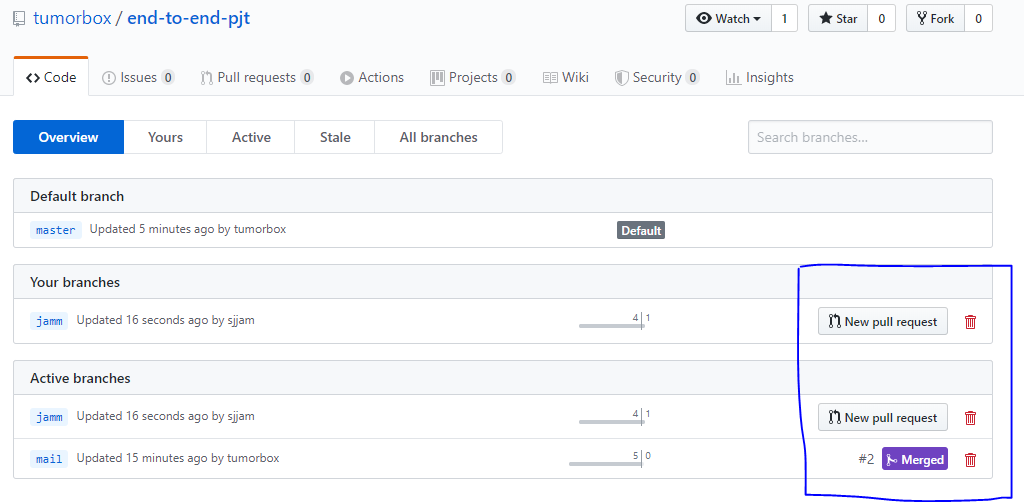 tumorbox / end-to-end-pjt Watch 1 Star 0 Fork 0
Code Issues 0 Pull requests 0 Actions Projects 0 Wiki Security 0 Insights
Overview Yours Active Stale All branches Search branches...
Default branch
master Updated 5 minutes ago by tumorbox Default
Your branches
jamm Updated 16 seconds ago by sjjam 4 1 New pull request
Active branches
jamm Updated 16 seconds ago by sjjam 4 1 New pull request
mail Updated 15 minutes ago by tumorbox 5 0 #2 Merged